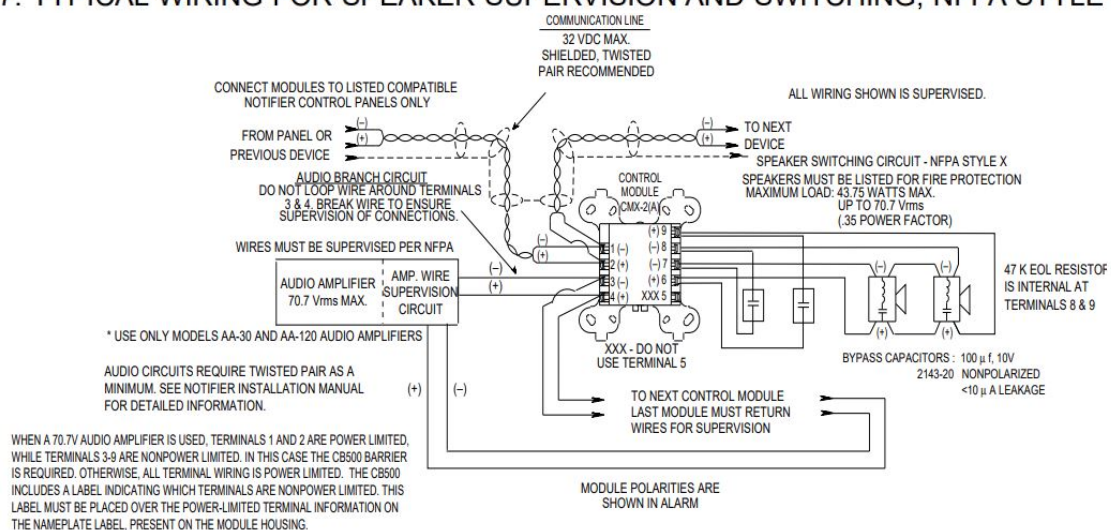 7. TYPICAL WIRING FOR SPEAKER SUPERVISION AND SWITCHING, NFPA STYLE
COMMUNICATION LINE
32 VDC MAX.
SHIELDED, TWISTED
PAIR RECOMMENDED
CONNECT MODULES TO LISTED COMPATIBLE
NOTIFIER CONTROL PANELS ONLY
ALL WIRING SHOWN IS SUPERVISED.
FROM PANEL OR
PREVIOUS DEVICE
(–)
(+)
(–)
(+)
TO NEXT
DEVICE
SPEAKER SWITCHING CIRCUIT - NFPA STYLE X
SPEAKERS MUST BE LISTED FOR FIRE PROTECTION
MAXIMUM LOAD: 43.75 WATTS MAX.
UP TO 70.7 Vrms
(.35 POWER FACTOR)
AUDIO BRANCH CIRCUIT
DO NOT LOOP WIRE AROUND TERMINALS
3 & 4. BREAK WIRE TO ENSURE
SUPERVISION OF CONNECTIONS.
CONTROL
MODULE
CMX-2(A)
WIRES MUST BE SUPERVISED PER NFPA
(–)
(+)
1 (–)
2 (+)
3 (–)
4 (+)
(+) 9
(–) 8
(–) 7
(+) 6
XXX 5
AUDIO AMPLIFIER
70.7 Vrms MAX.
AMP. WIRE
SUPERVISION
CIRCUIT
(–)
(+)
(–)
(–)
(+)
(+)
47 K EOL RESISTOR
IS INTERNAL AT
TERMINALS 8 & 9
* USE ONLY MODELS AA-30 AND AA-120 AUDIO AMPLIFIERS
XXX - DO NOT
USE TERMINAL 5
BYPASS CAPACITORS : 100 µ f, 10V
2143-20 NONPOLARIZED
<10 µ A LEAKAGE
AUDIO CIRCUITS REQUIRE TWISTED PAIR AS A
MINIMUM. SEE NOTIFIER INSTALLATION MANUAL
FOR DETAILED INFORMATION.
(+)
(–)
TO NEXT CONTROL MODULE
LAST MODULE MUST RETURN
WIRES FOR SUPERVISION
WHEN A 70.7V AUDIO AMPLIFIER IS USED, TERMINALS 1 AND 2 ARE POWER LIMITED,
WHILE TERMINALS 3-9 ARE NONPOWER LIMITED. IN THIS CASE THE CB500 BARRIER
IS REQUIRED. OTHERWISE, ALL TERMINAL WIRING IS POWER LIMITED. THE CB500
INCLUDES A LABEL INDICATING WHICH TERMINALS ARE NONPOWER LIMITED. THIS
LABEL MUST BE PLACED OVER THE POWER-LIMITED TERMINAL INFORMATION ON
THE NAMEPLATE LABEL, PRESENT ON THE MODULE HOUSING.
MODULE POLARITIES ARE
SHOWN IN ALARM